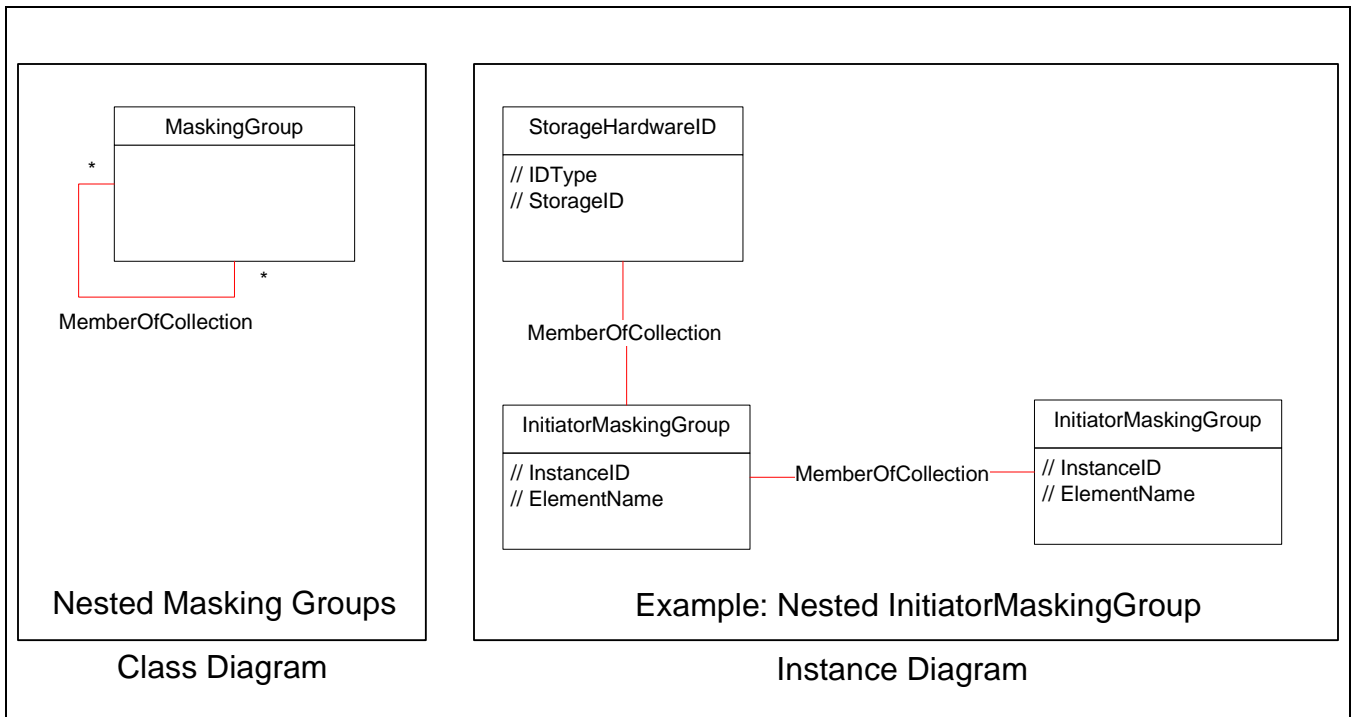 MaskingGroup
*
*
MemberOfCollection
Nested Masking Groups
Class Diagram
StorageHardwareID
// IDType
// StorageID
MemberOfCollection
InitiatorMaskingGroup
// InstanceID
// ElementName
MemberOfCollection
InitiatorMaskingGroup
// InstanceID
// ElementName
Example: Nested InitiatorMaskingGroup
Instance Diagram